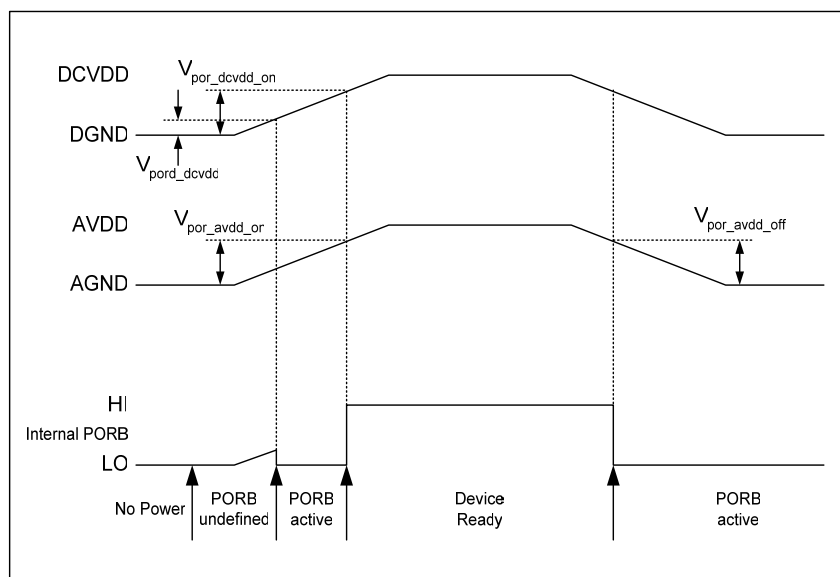 DCVDD
Vpor_dcvdd_on
DGND
Vpord_dcvdd
AVDD
Vpor_avdd_on
Vpor_avdd_off
AGND
HI
Internal PORB
LO
No Power
PORB
undefined
PORB
active
Device
Ready
PORB
active